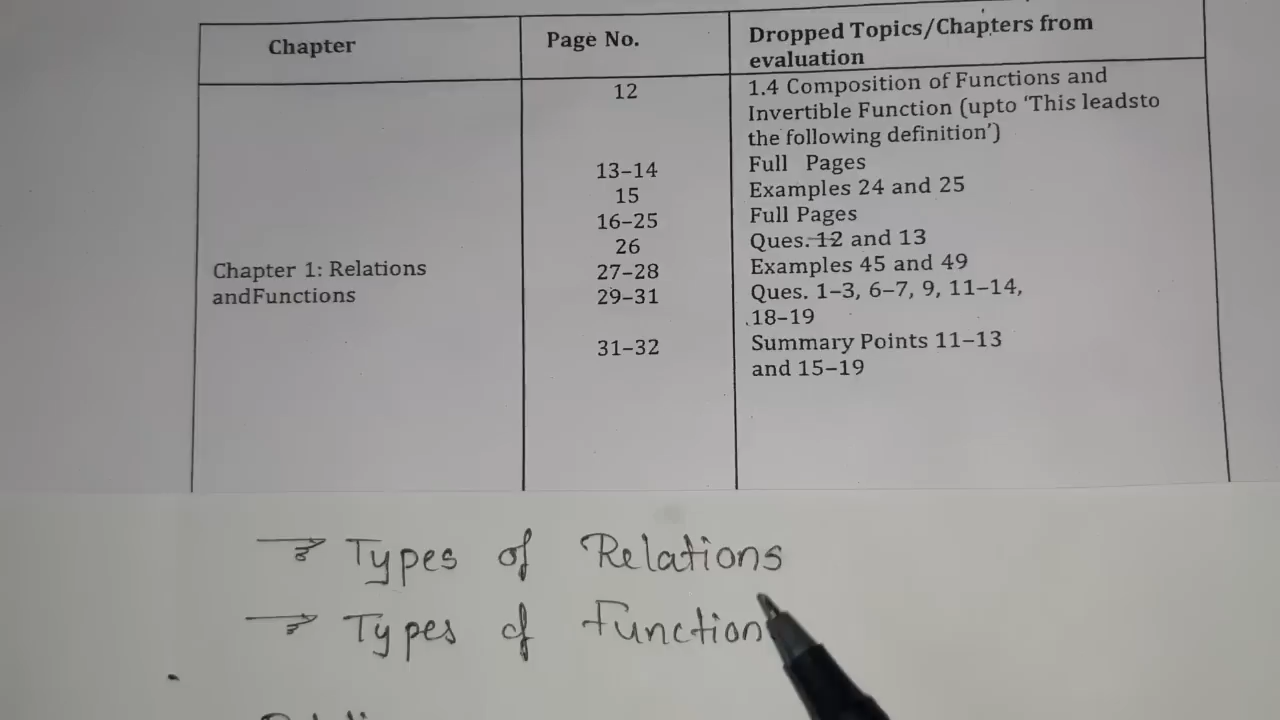 Chapter
Page No.
Dropped Topics/Chapters from
evaluation
12
1.4 Composition of Functions and
Invertible Function (upto 'This leadsto
the following definition')
13–14
Full Pages
15
Examples 24 and 25
16–25
Full Pages
26
Ques. 12 and 13
Chapter 1: Relations
andFunctions
27–28
Examples 45 and 49
29–31
Ques. 1–3, 6–7, 9, 11–14,
18–19
31–32
Summary Points 11–13
and 15–19
Types of Relations
Types of Function